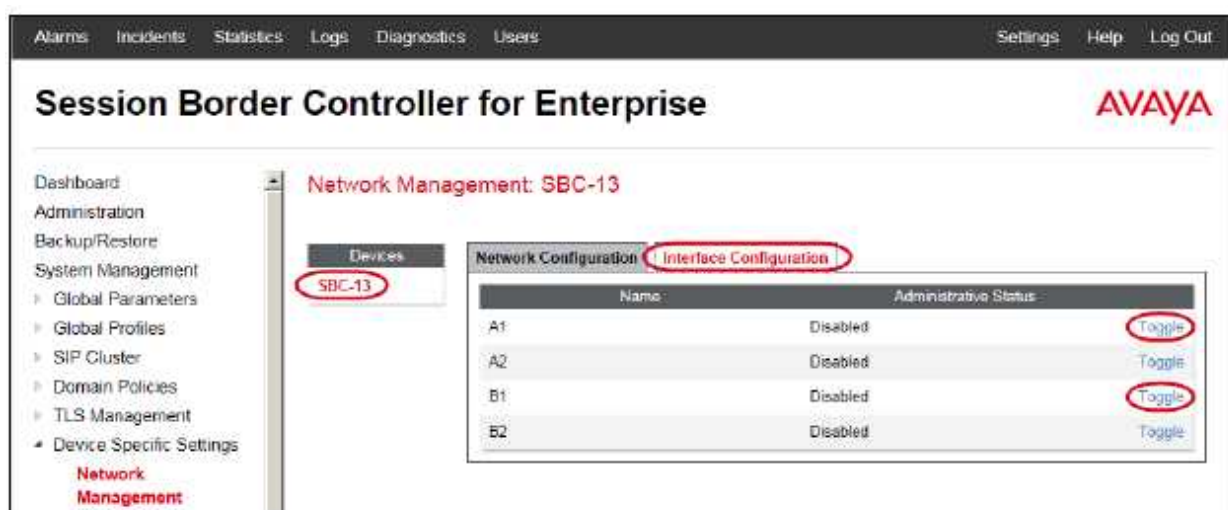 Alarms Incidents Statistics Logs Diagnostics Users Settings Help Log Out
Session Border Controller for Enterprise AVAYA
Dashboard
Administration
Backup/Restore
System Management
Global Parameters
Global Profiles
SIP Cluster
Domain Policies
TLS Management
Device Specific Settings
Network
Management
Network Management: SBC-13
Devices
SBC-13
Network Configuration Interface Configuration
Name Administrative Status
A1 Disabled Toggle
A2 Disabled Toggle
B1 Disabled Toggle
B2 Disabled Toggle